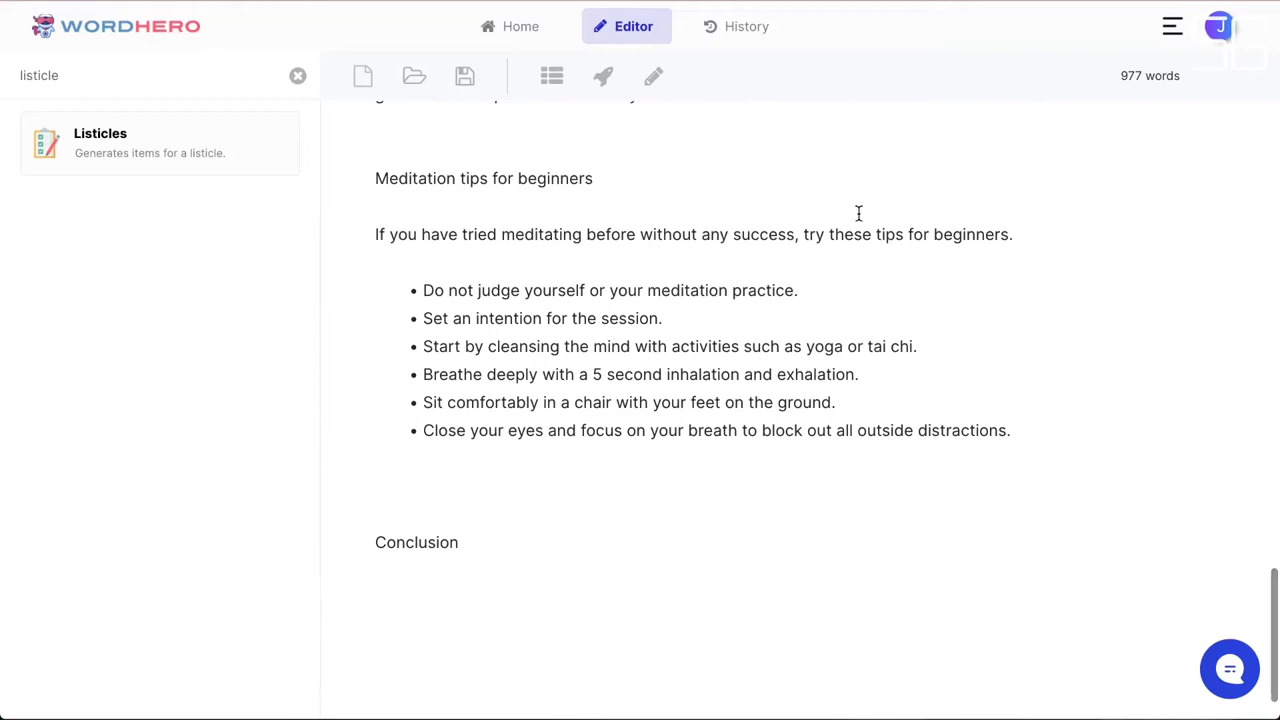 WORDHERO
Home
Editor
History
J
listicle
977 words
Listicles
Generates items for a listicle.
Meditation tips for beginners
If you have tried meditating before without any success, try these tips for beginners.
• Do not judge yourself or your meditation practice.
• Set an intention for the session.
• Start by cleansing the mind with activities such as yoga or tai chi.
• Breathe deeply with a 5 second inhalation and exhalation.
• Sit comfortably in a chair with your feet on the ground.
• Close your eyes and focus on your breath to block out all outside distractions.
Conclusion